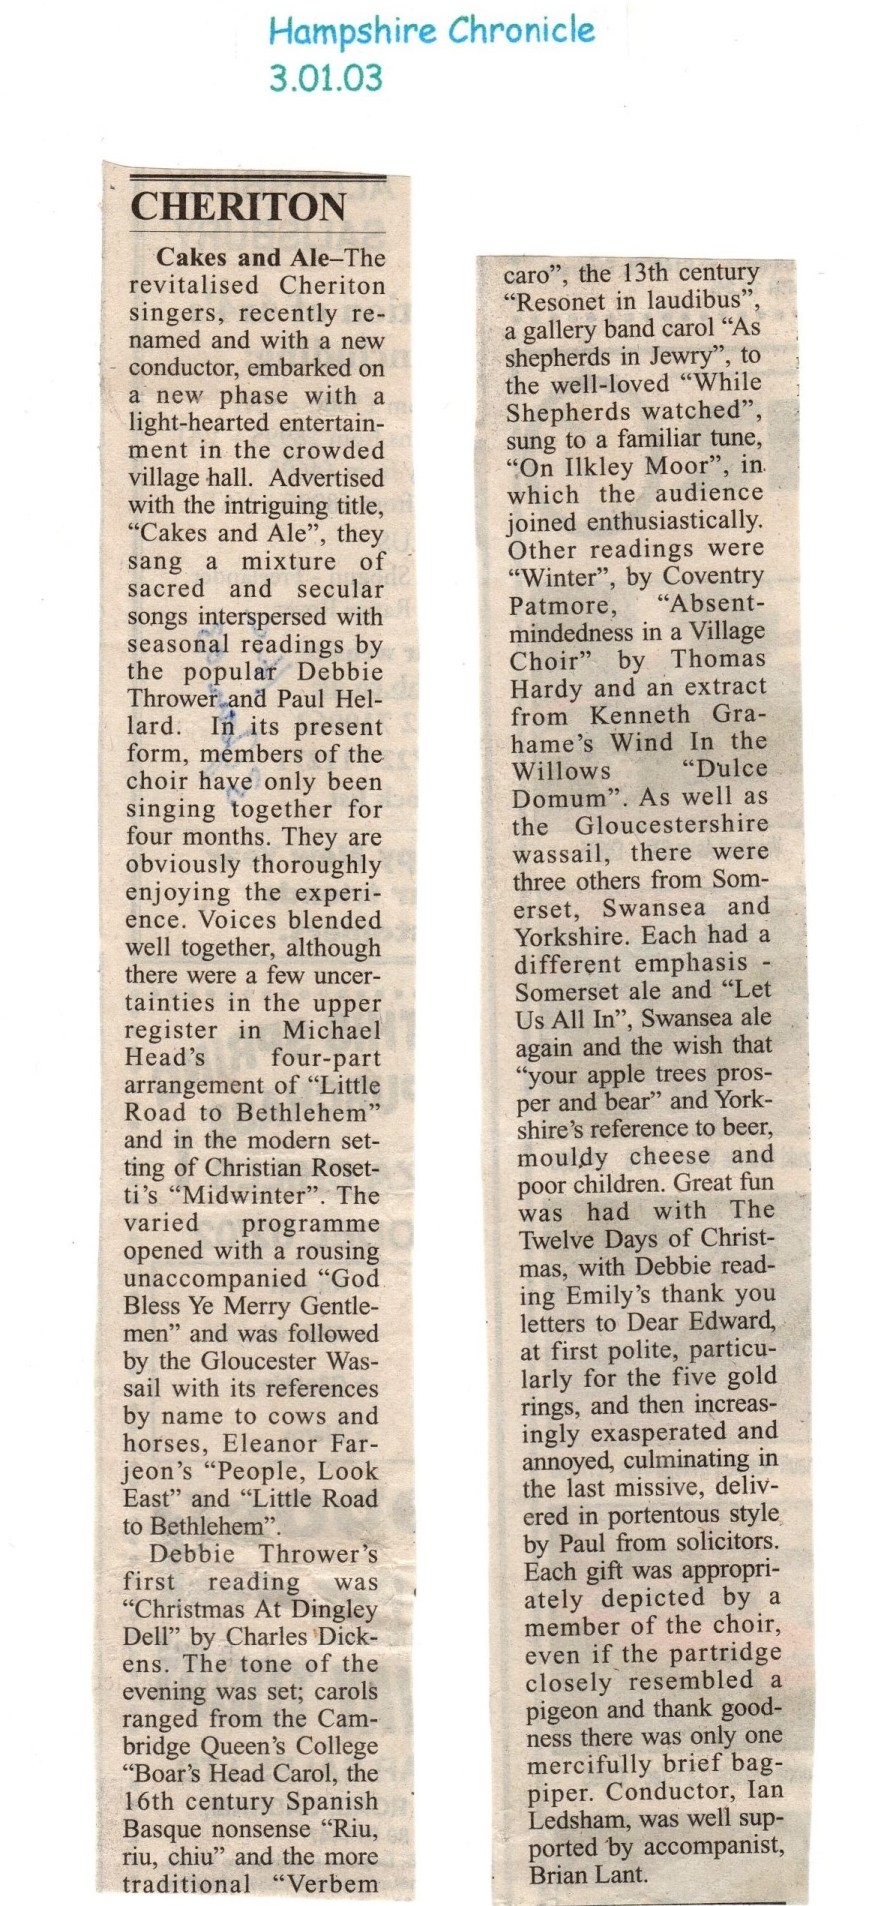 Hampshire Chronicle
3.01.03
CHERITON
Cakes and Ale–The
revitalised Cheriton
singers, recently re-
named and with a new
conductor, embarked on
a new phase with a
light-hearted entertain-
ment in the crowded
village hall. Advertised
with the intriguing title,
“Cakes and Ale”, they
sang a mixture of
sacred and secular
songs interspersed with
seasonal readings by
the popular Debbie
Thrower and Paul Hel-
lard. In its present
form, members of the
choir have only been
singing together for
four months. They are
obviously thoroughly
enjoying the experi-
ence. Voices blended
well together, although
there were a few uncer-
tainties in the upper
register in Michael
Head’s four-part
arrangement of “Little
Road to Bethlehem”
and in the modern set-
ting of Christian Roset-
ti’s “Midwinter”. The
varied programme
opened with a rousing
unaccompanied “God
Bless Ye Merry Gentle-
men” and was followed
by the Gloucester Was-
sail with its references
by name to cows and
horses, Eleanor Far-
jeon’s “People, Look
East” and “Little Road
to Bethlehem”.
Debbie Thrower’s
first reading was
“Christmas At Dingley
Dell” by Charles Dick-
ens. The tone of the
evening was set; carols
ranged from the Cam-
bridge Queen’s College
“Boar’s Head Carol, the
16th century Spanish
Basque nonsense “Riu,
riu, chiu” and the more
traditional “Verbem
caro”, the 13th century
“Resonet in laudibus”,
a gallery band carol “As
shepherds in Jewry”, to
the well-loved “While
Shepherds watched”,
sung to a familiar tune,
“On Ilkley Moor”, in
which the audience
joined enthusiastically.
Other readings were
“Winter”, by Coventry
Patmore, “Absent-
mindedness in a Village
Choir” by Thomas
Hardy and an extract
from Kenneth Gra-
hame’s Wind In the
Willows “Dulce
Domum”. As well as
the Gloucestershire
wassail, there were
three others from Som-
erset, Swansea and
Yorkshire. Each had a
different emphasis -
Somerset ale and “Let
Us All In”, Swansea ale
again and the wish that
“your apple trees pros-
per and bear” and York-
shire’s reference to beer,
mouldy cheese and
poor children. Great fun
was had with The
Twelve Days of Christ-
mas, with Debbie read-
ing Emily’s thank you
letters to Dear Edward,
at first polite, particu-
larly for the five gold
rings, and then increas-
ingly exasperated and
annoyed, culminating in
the last missive, deliv-
ered in portentous style
by Paul from solicitors.
Each gift was appropri-
ately depicted by a
member of the choir,
even if the partridge
closely resembled a
pigeon and thank good-
ness there was only one
mercifully brief bag-
piper. Conductor, Ian
Ledsham, was well sup-
ported by accompanist,
Brian Lant.